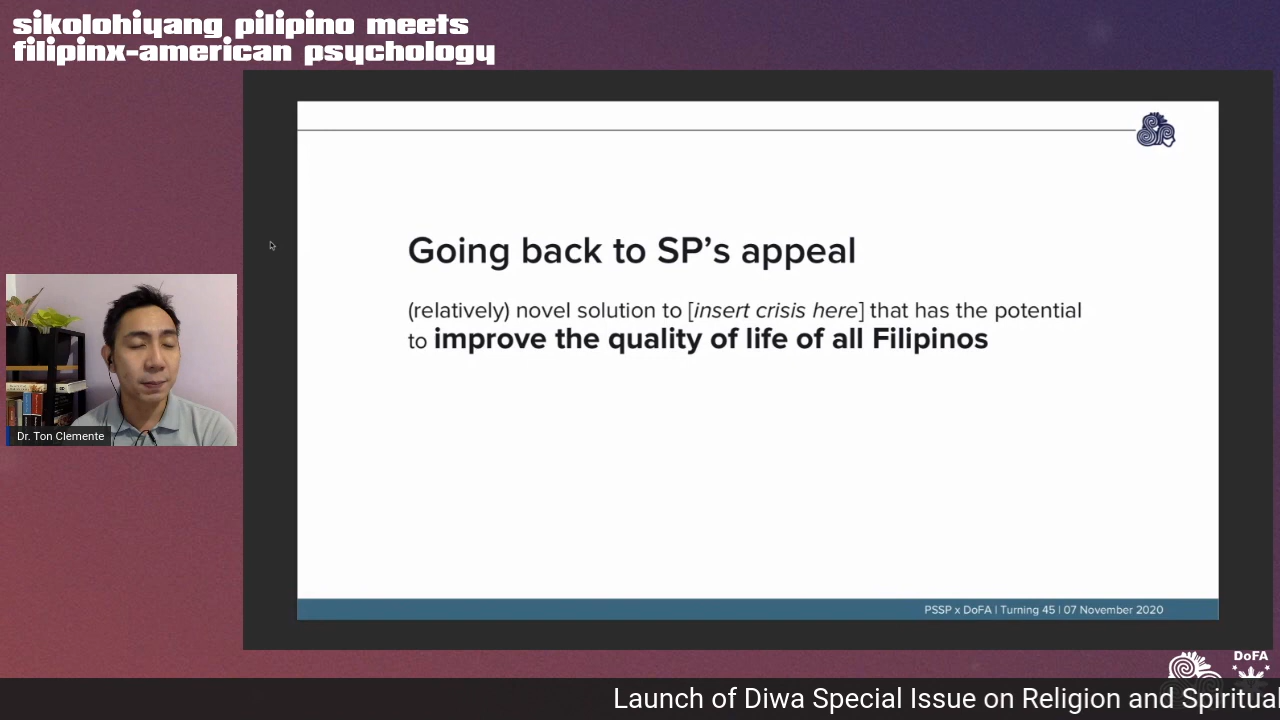 sikolohiyang pilipino meets
filipinx-american psychology
SP
Going back to SP's appeal
(relatively) novel solution to [insert crisis here] that has the potential
to improve the quality of life of all Filipinos
Dr. Ton Clemente
PSSP x DoFA | Turning 45 | 07 November 2020
DoFA
Launch of Diwa Special Issue on Religion and Spiritua